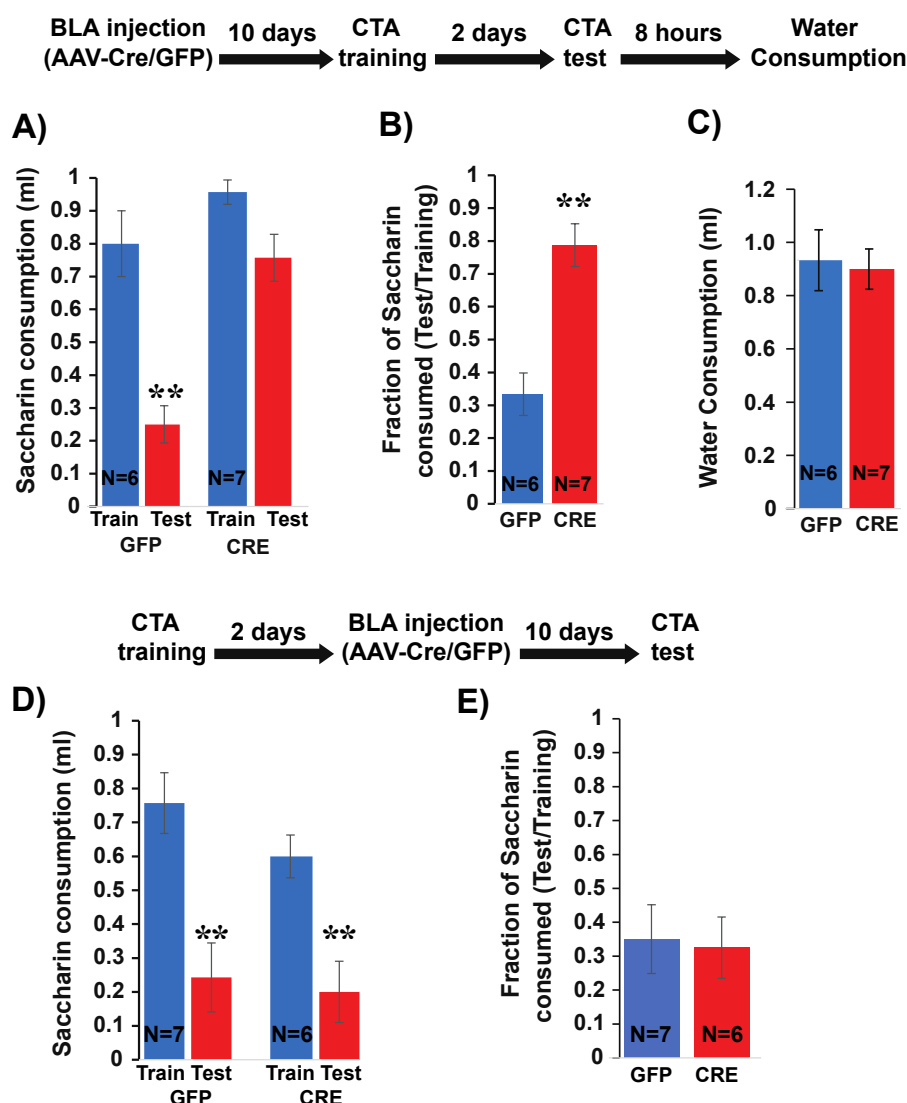 BLA injection (AAV-Cre/GFP)
10 days
CTA training
2 days
CTA test
8 hours
Water Consumption
A)
Saccharin consumption (ml)
1
0.9
0.8
0.7
0.6
0.5
0.4
0.3
0.2
0.1
0
**
N=6
N=7
Train Test Train Test
GFP CRE
B)
Fraction of Saccharin
consumed (Test/Training)
1
0.9
0.8
0.7
0.6
0.5
0.4
0.3
0.2
0.1
0
**
N=6
N=7
GFP CRE
C)
Water Consumption (ml)
1.2
1.0
0.8
0.6
0.4
0.2
0
N=6
N=7
GFP CRE
CTA training
2 days
BLA injection (AAV-Cre/GFP)
10 days
CTA test
D)
Saccharin consumption (ml)
1
0.9
0.8
0.7
0.6
0.5
0.4
0.3
0.2
0.1
0
**
**
N=7
N=6
Train Test Train Test
GFP CRE
E)
Fraction of Saccharin
consumed (Test/Training)
1
0.9
0.8
0.7
0.6
0.5
0.4
0.3
0.2
0.1
0
N=7
N=6
GFP CRE